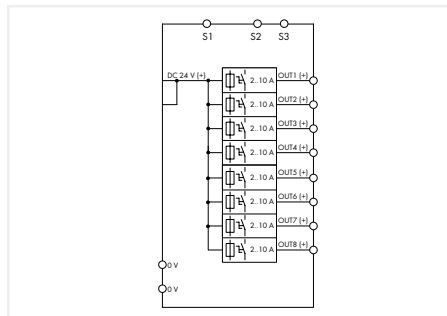 S1 S2 S3
DC 24 V (+) 2..10 A OUT1 (+)
2..10 A OUT2 (+)
2..10 A OUT3 (+)
2..10 A OUT4 (+)
2..10 A OUT5 (+)
2..10 A OUT6 (+)
2..10 A OUT7 (+)
2..10 A OUT8 (+)
0 V
0 V